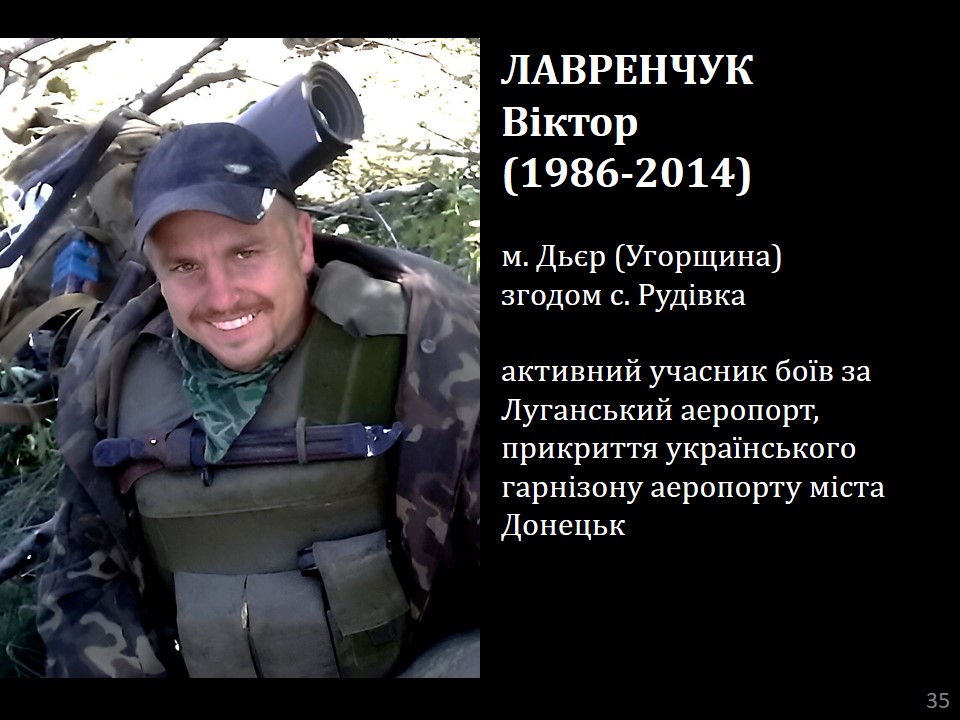 ЛАВРЕНЧУК
Віктор
(1986-2014)
м. Дьєр (Угорщина)
згодом с. Рудівка
активний учасник боїв за
Луганський аеропорт,
прикриття українського
гарнізону аеропорту міста
Донецьк
35